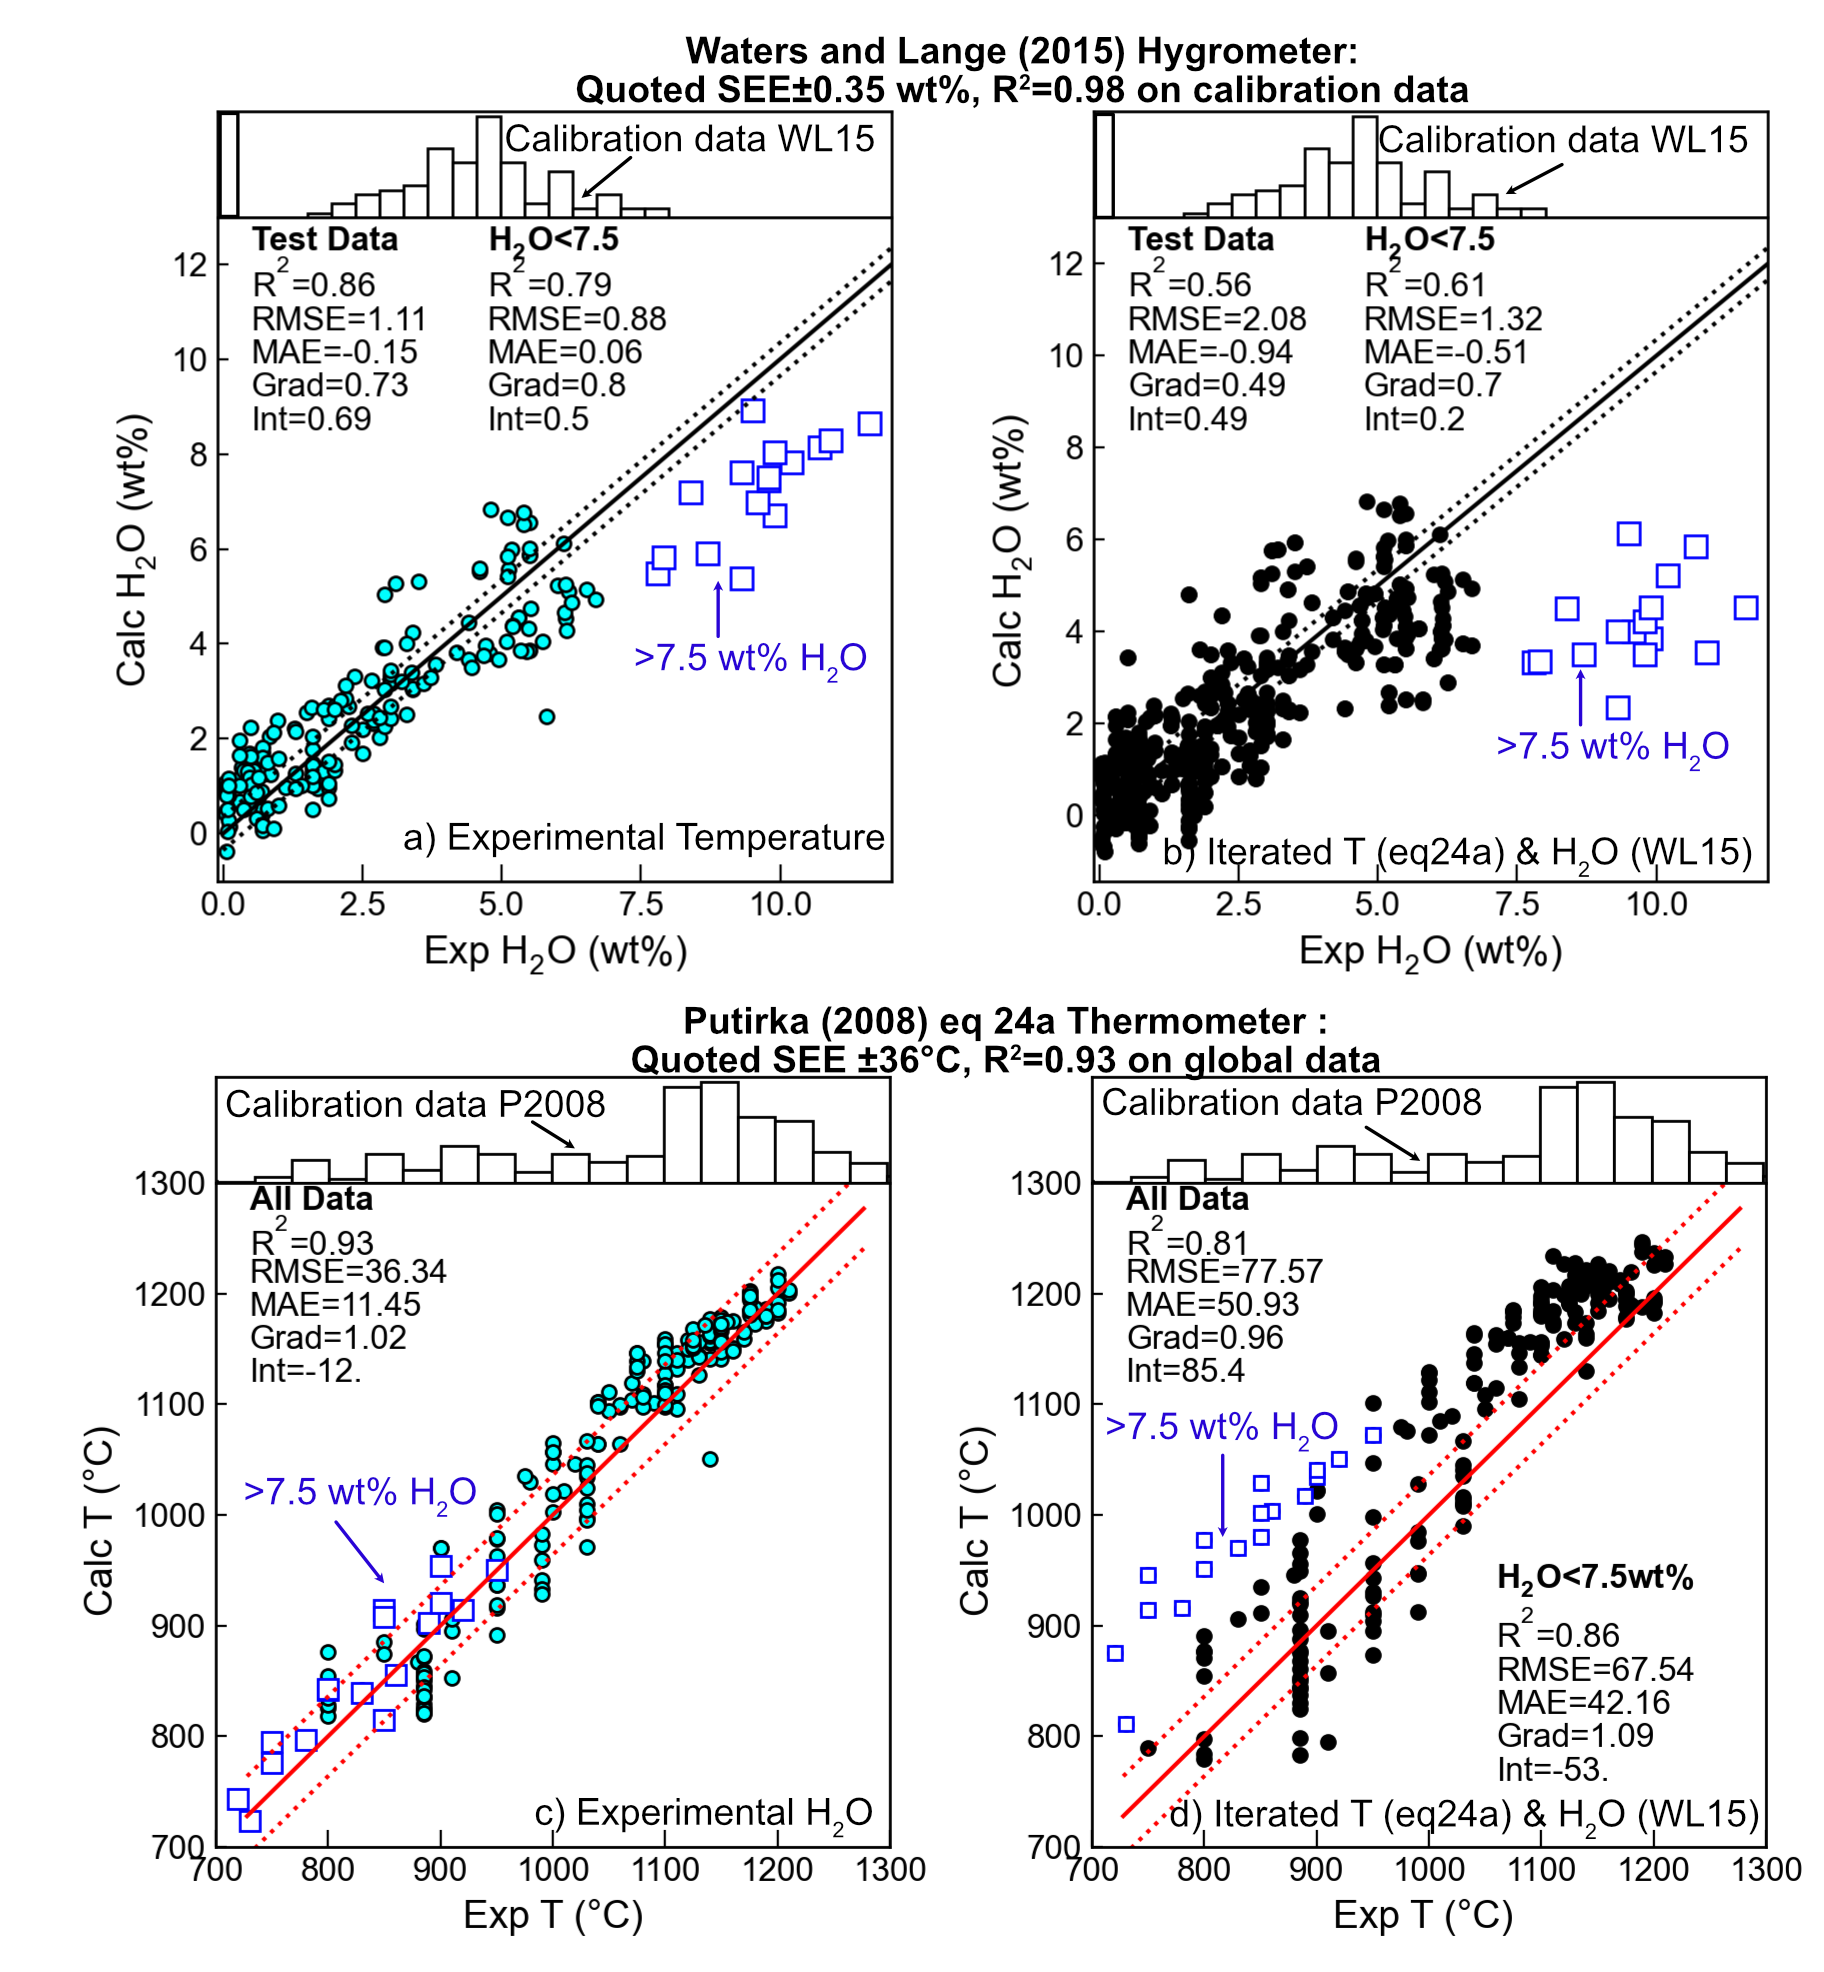 Waters and Lange (2015) Hygrometer:
Quoted SEE±0.35 wt%, R²=0.98 on calibration data
Calibration data WL15
Test Data
R²=0.86
RMSE=1.11
MAE=-0.15
Grad=0.73
Int=0.69
H₂O<7.5
R²=0.79
RMSE=0.88
MAE=0.06
Grad=0.8
Int=0.5
>7.5 wt% H₂O
a) Experimental Temperature
12
10
8
6
4
2
0
Calc H₂O (wt%)
0.0 2.5 5.0 7.5 10.0
Exp H₂O (wt%)
Calibration data WL15
Test Data
R²=0.56
RMSE=2.08
MAE=-0.94
Grad=0.49
Int=0.49
H₂O<7.5
R²=0.61
RMSE=1.32
MAE=-0.51
Grad=0.7
Int=0.2
>7.5 wt% H₂O
b) Iterated T (eq24a) & H₂O (WL15)
12
10
8
6
4
2
0
Calc H₂O (wt%)
0.0 2.5 5.0 7.5 10.0
Exp H₂O (wt%)
Putirka (2008) eq 24a Thermometer :
Quoted SEE ±36°C, R²=0.93 on global data
Calibration data P2008
All Data
R²=0.93
RMSE=36.34
MAE=11.45
Grad=1.02
Int=-12.
>7.5 wt% H₂O
c) Experimental H₂O
1300
1200
1100
1000
900
800
700
Calc T (°C)
700 800 900 1000 1100 1200 1300
Exp T (°C)
Calibration data P2008
All Data
R²=0.81
RMSE=77.57
MAE=50.93
Grad=0.96
Int=85.4
>7.5 wt% H₂O
H₂O<7.5wt%
R²=0.86
RMSE=67.54
MAE=42.16
Grad=1.09
Int=-53.
d) Iterated T (eq24a) & H₂O (WL15)
1300
1200
1100
1000
900
800
700
Calc T (°C)
700 800 900 1000 1100 1200 1300
Exp T (°C)